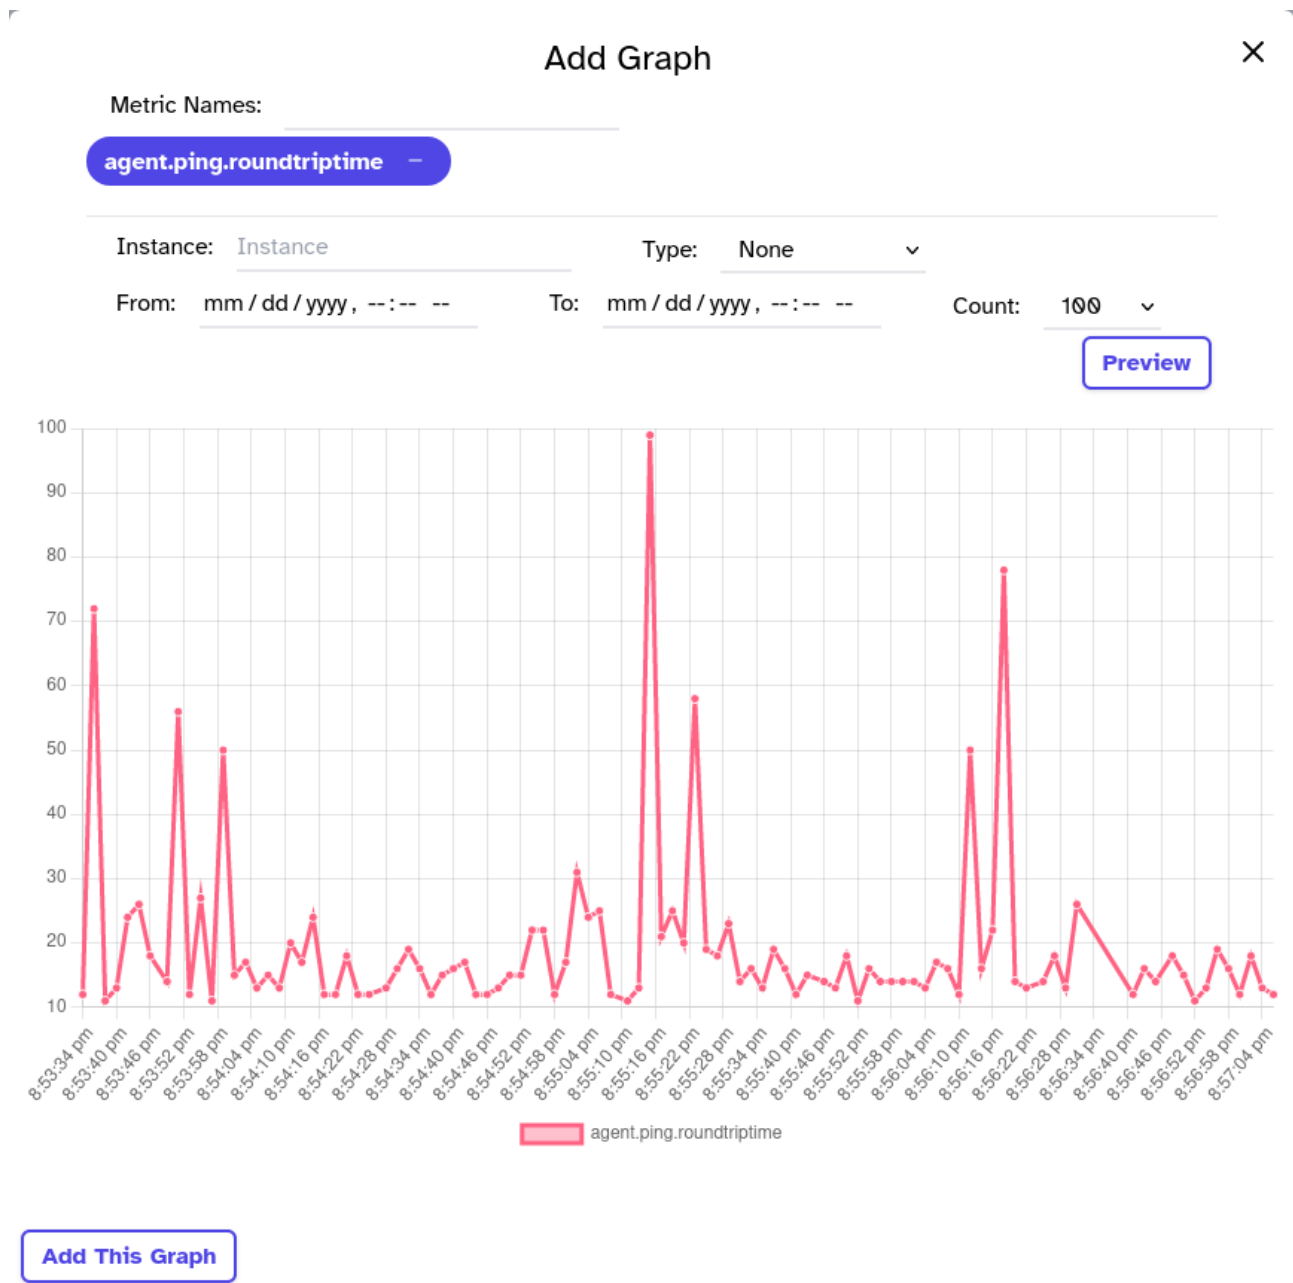 Add Graph
Metric Names:
agent.ping.roundtriptime −
Instance: Instance Type: None
From: mm / dd / yyyy , -- : -- -- To: mm / dd / yyyy , -- : -- -- Count: 100
Preview
100
90
80
70
60
50
40
30
20
10
8:53:34 pm 8:53:40 pm 8:53:46 pm 8:53:52 pm 8:53:58 pm 8:54:04 pm 8:54:10 pm 8:54:16 pm 8:54:22 pm 8:54:28 pm 8:54:34 pm 8:54:40 pm 8:54:46 pm 8:54:52 pm 8:54:58 pm 8:55:04 pm 8:55:10 pm 8:55:16 pm 8:55:22 pm 8:55:28 pm 8:55:34 pm 8:55:40 pm 8:55:46 pm 8:55:52 pm 8:55:58 pm 8:56:04 pm 8:56:10 pm 8:56:16 pm 8:56:22 pm 8:56:28 pm 8:56:34 pm 8:56:40 pm 8:56:46 pm 8:56:52 pm 8:56:58 pm 8:57:04 pm
agent.ping.roundtriptime
Add This Graph